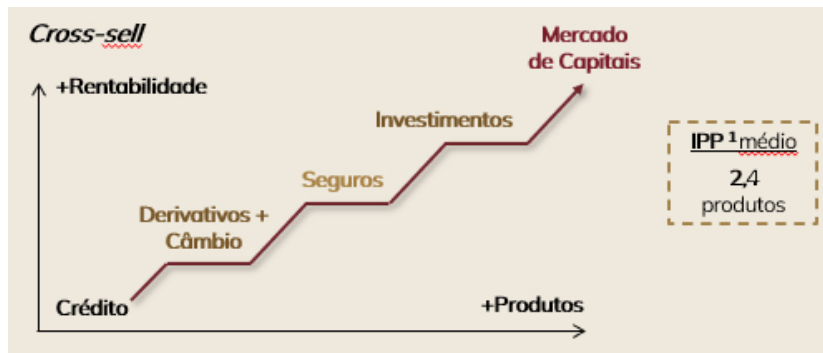 Cross-sell
Mercado
de Capitais
+Rentabilidade
Investimentos
IPP ¹ médio
2,4
produtos
Seguros
Derivativos +
Câmbio
Crédito
+Produtos